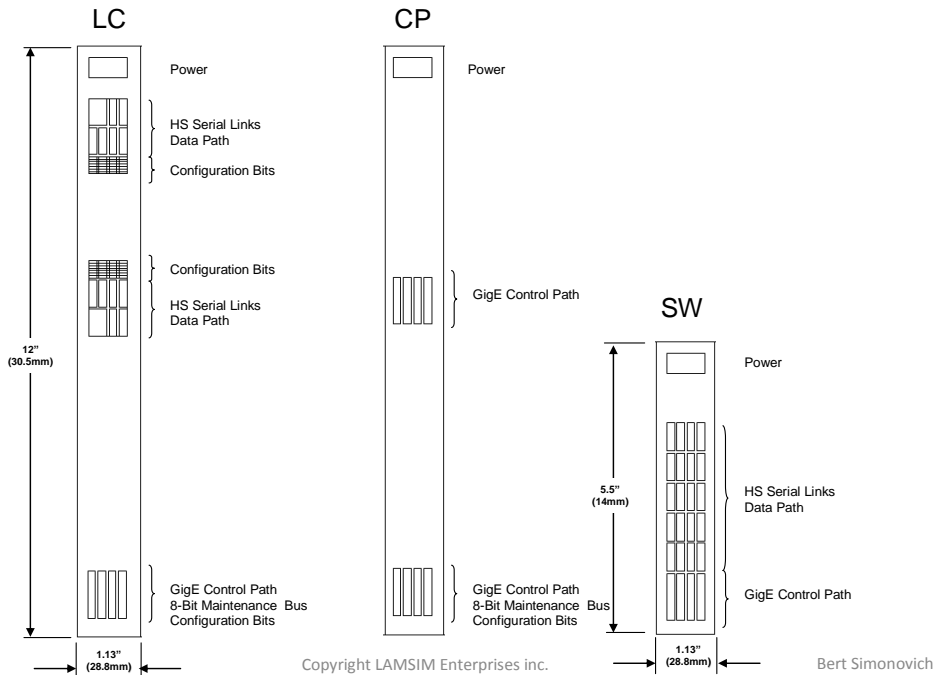 LC
Power
HS Serial Links
Data Path
Configuration Bits
Configuration Bits
HS Serial Links
Data Path
12”
(30.5mm)
GigE Control Path
8-Bit Maintenance Bus
Configuration Bits
1.13”
(28.8mm)
CP
Power
GigE Control Path
GigE Control Path
8-Bit Maintenance Bus
Configuration Bits
SW
Power
5.5”
(14mm)
HS Serial Links
Data Path
GigE Control Path
1.13”
(28.8mm)
Copyright LAMSIM Enterprises inc.
Bert Simonovich